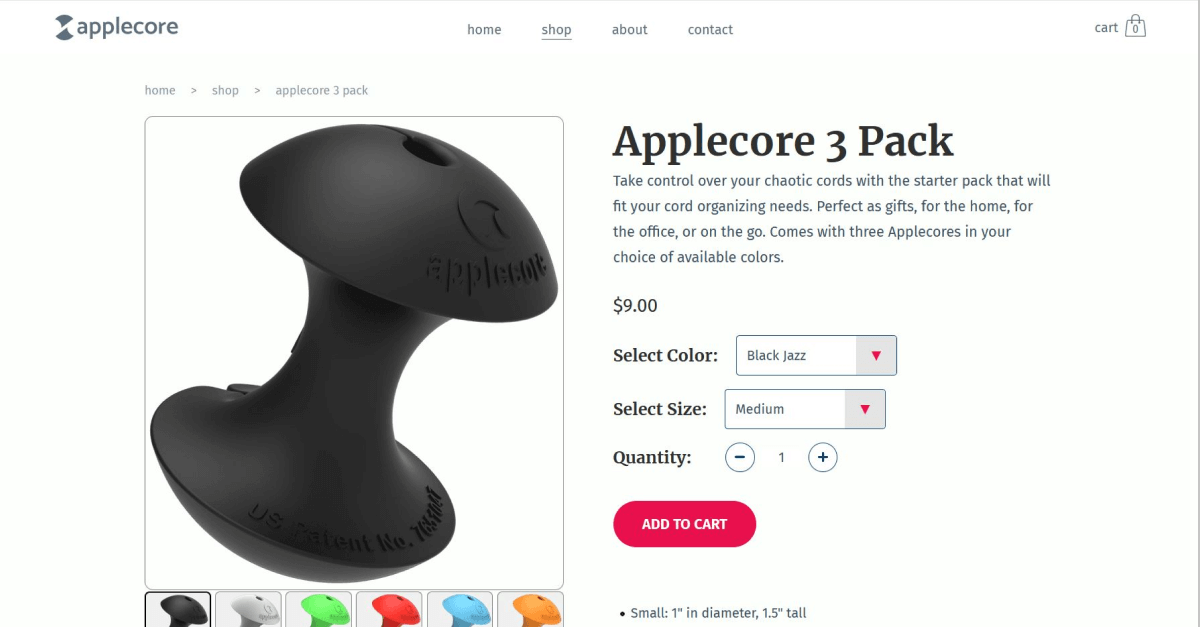 applecore
home shop about contact
cart 0
home > shop > applecore 3 pack
applecore
US Patent No.
Applecore 3 Pack
Take control over your chaotic cords with the starter pack that will
fit your cord organizing needs. Perfect as gifts, for the home, for
the office, or on the go. Comes with three Applecores in your
choice of available colors.
$9.00
Select Color: Black Jazz
Select Size: Medium
Quantity: 1
ADD TO CART
• Small: 1" in diameter, 1.5" tall